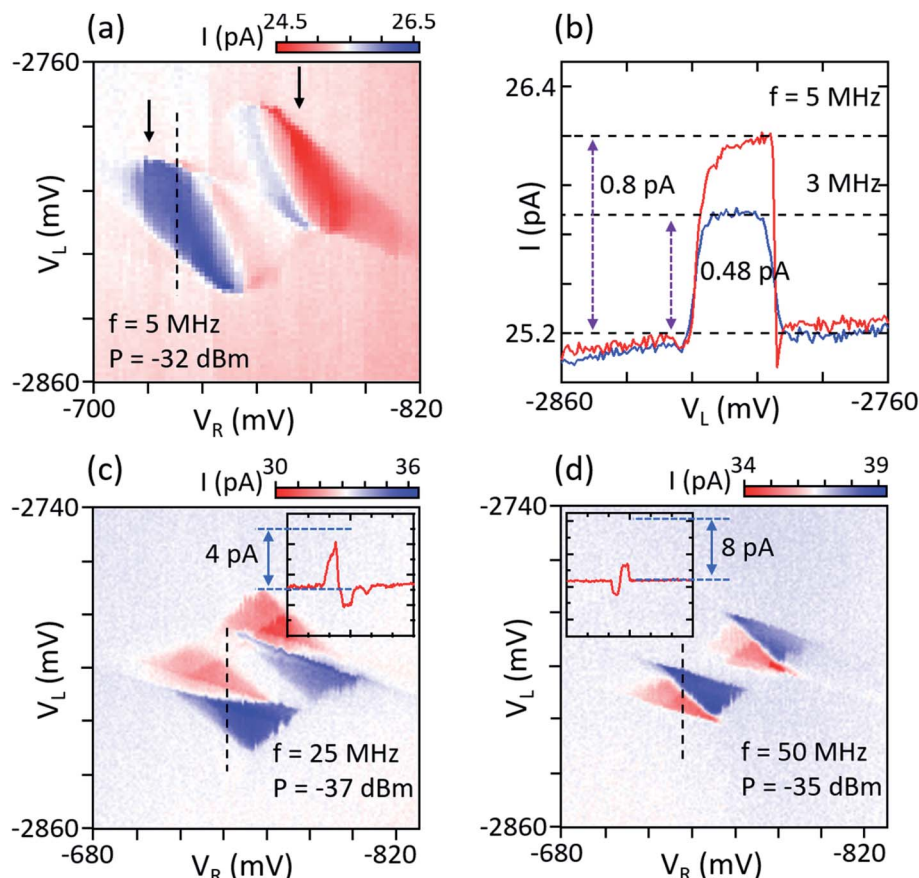 (a) I (pA) 24.5 26.5
-2760
V_L (mV)
f = 5 MHz
P = -32 dBm
-2860
-700 V_R (mV) -820
(b)
26.4
f = 5 MHz
0.8 pA
3 MHz
I (pA)
0.48 pA
25.2
-2860 V_L (mV) -2760
(c) I (pA) 30 36
-2740
4 pA
V_L (mV)
f = 25 MHz
P = -37 dBm
-2860
-680 V_R (mV) -820
(d) I (pA) 34 39
-2740
8 pA
V_L (mV)
f = 50 MHz
P = -35 dBm
-2860
-680 V_R (mV) -820